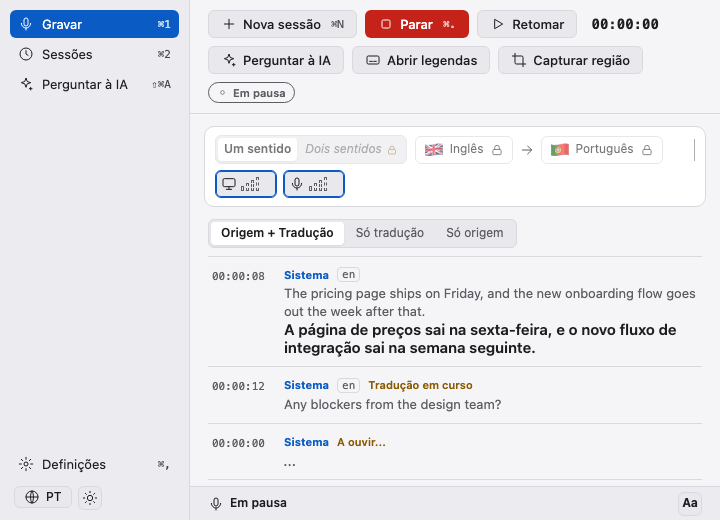 Gravar ⌘1
Sessões ⌘2
Perguntar à IA ⇧⌘A
Definições ⌘,
PT
Nova sessão ⌘N
Parar ⌘.
Retomar
00:00:00
Perguntar à IA
Abrir legendas
Capturar região
Em pausa
Um sentido
Dois sentidos
Inglês
Português
Origem + Tradução
Só tradução
Só origem
00:00:08 Sistema en
The pricing page ships on Friday, and the new onboarding flow goes
out the week after that.
A página de preços sai na sexta-feira, e o novo fluxo de
integração sai na semana seguinte.
00:00:12 Sistema en Tradução em curso
Any blockers from the design team?
00:00:00 Sistema A ouvir...
...
Em pausa
Aa